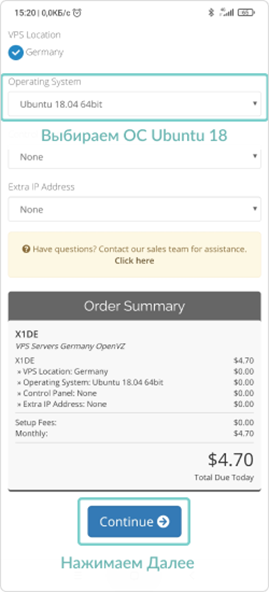 15:20 | 0,0КБ/с
4G
60
VPS Location
Germany
Operating System
Ubuntu 18.04 64bit
Выбираем ОС Ubuntu 18
None
Extra IP Address
None
Have questions? Contact our sales team for assistance.
Click here
Order Summary
X1DE
VPS Servers Germany OpenVZ
X1DE $4.70
» VPS Location: Germany $0.00
» Operating System: Ubuntu 18.04 64bit $0.00
» Control Panel: None $0.00
» Extra IP Address: None $0.00
Setup Fees: $0.00
Monthly: $4.70
$4.70
Total Due Today
Continue
Нажимаем Далее